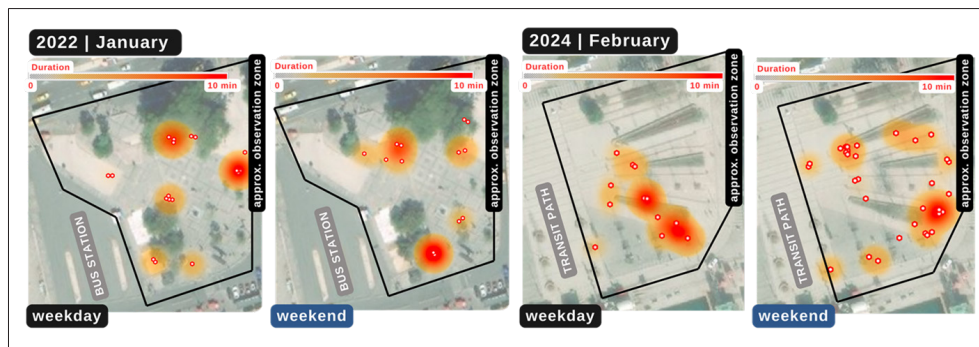 2022 | January
2024 | February
Duration
0
10 min
approx. observation zone
BUS STATION
weekday
Duration
0
10 min
approx. observation zone
BUS STATION
weekend
Duration
0
10 min
approx. observation zone
TRANSIT PATH
weekday
Duration
0
10 min
approx. observation zone
TRANSIT PATH
weekend